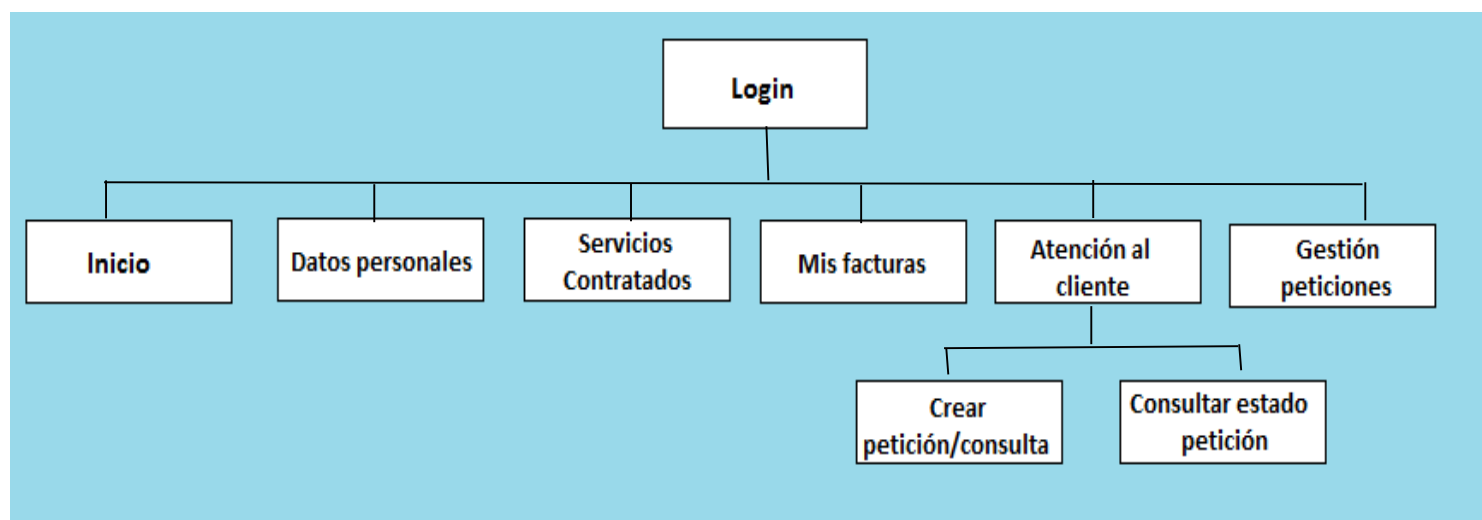 Login
Inicio
Datos personales
Servicios
Contratados
Mis facturas
Atención al
cliente
Gestión
peticiones
Crear
petición/consulta
Consultar estado
petición